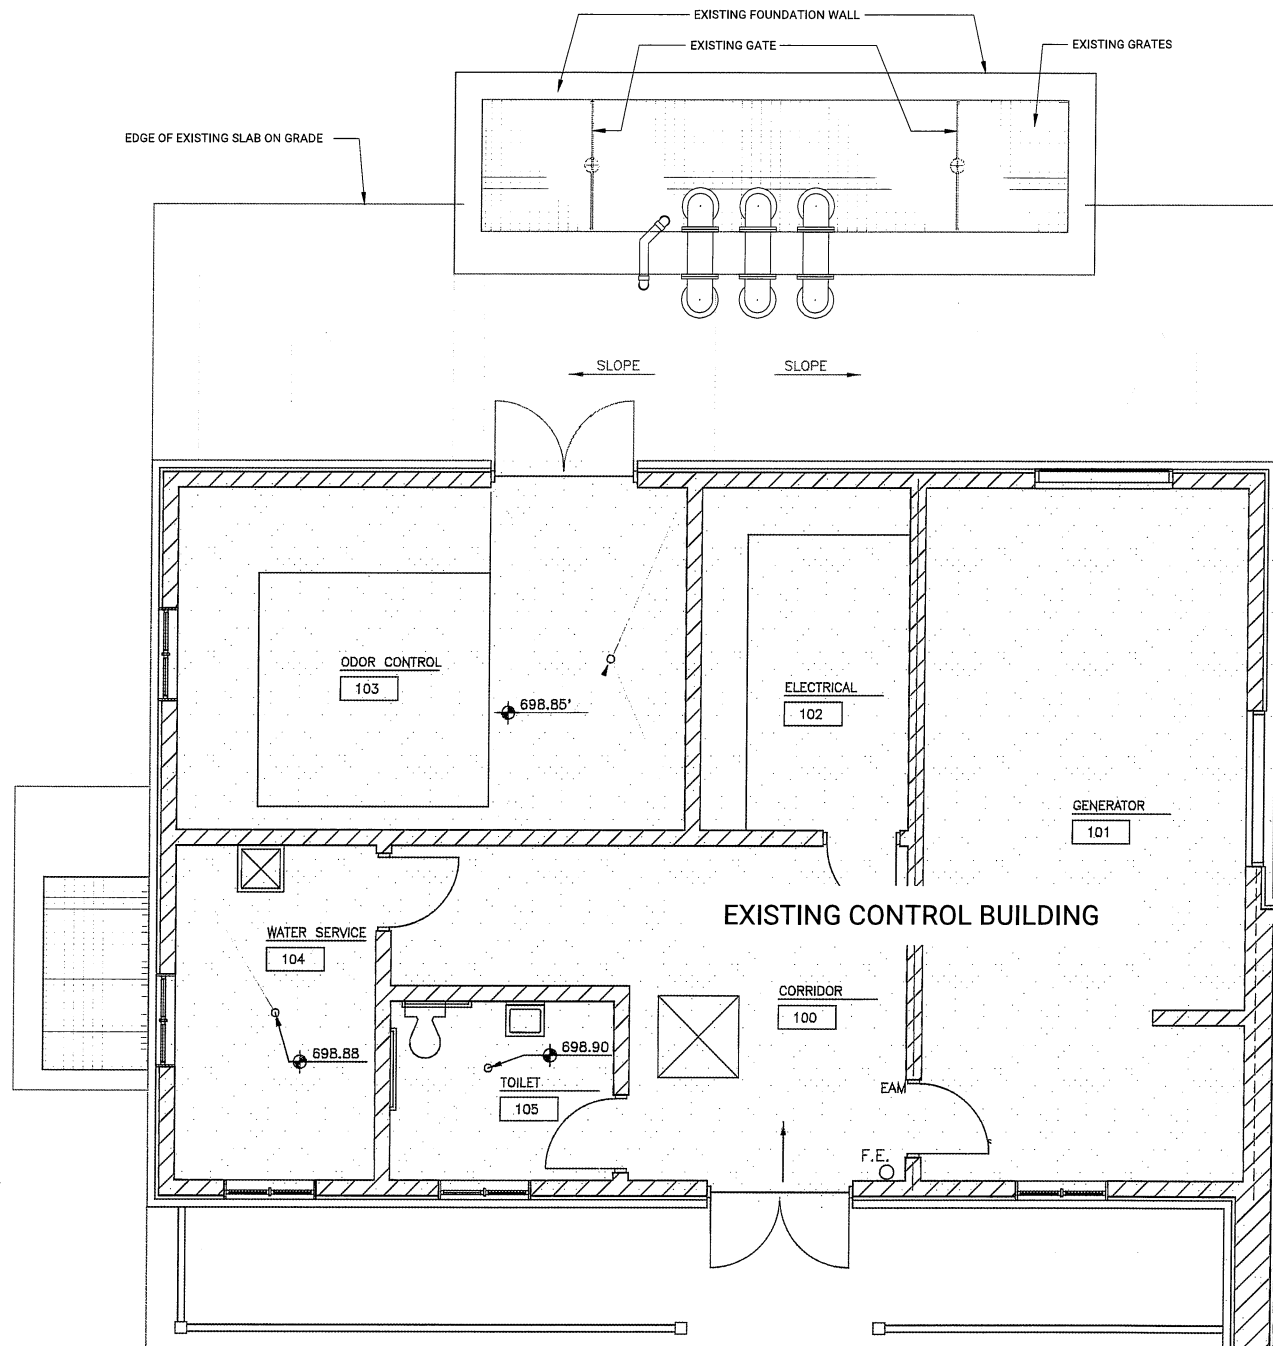 EXISTING FOUNDATION WALL
EXISTING GATE
EXISTING GRATES
EDGE OF EXISTING SLAB ON GRADE
SLOPE
SLOPE
ODOR CONTROL
103
698.85'
ELECTRICAL
102
GENERATOR
101
EXISTING CONTROL BUILDING
WATER SERVICE
104
CORRIDOR
100
698.88
698.90
TOILET
105
EAM
F.E.